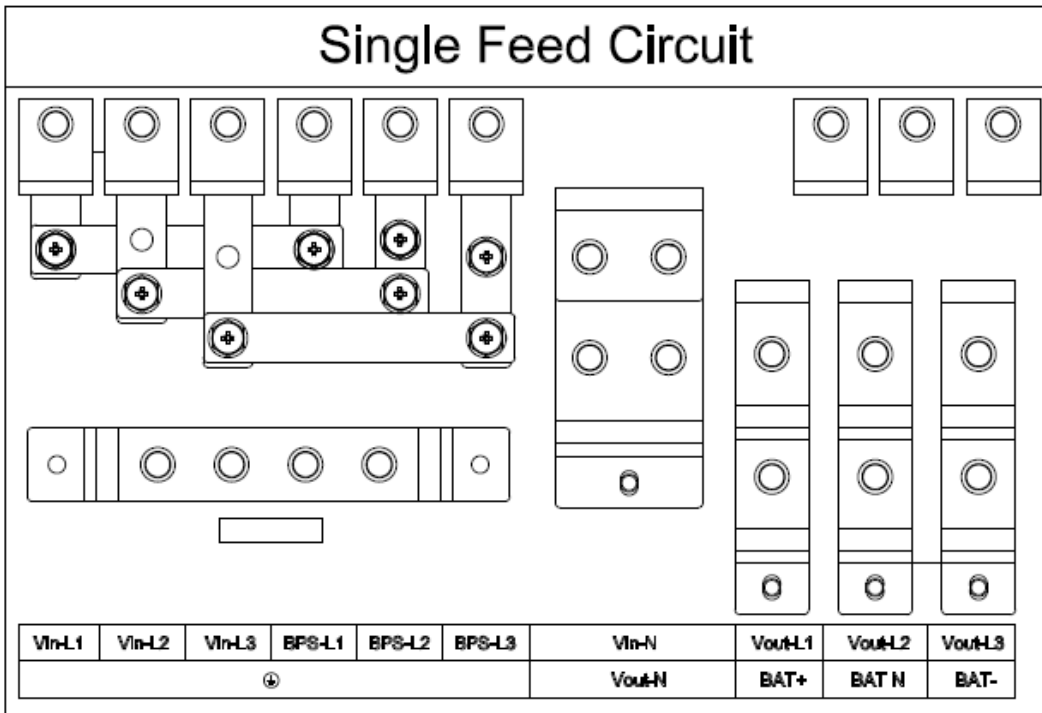 Single Feed Circuit
Vin-L1 Vin-L2 Vin-L3 BPS-L1 BPS-L2 BPS-L3 Vin-N Vout-L1 Vout-L2 Vout-L3
⏚ Vout-N BAT+ BAT N BAT-